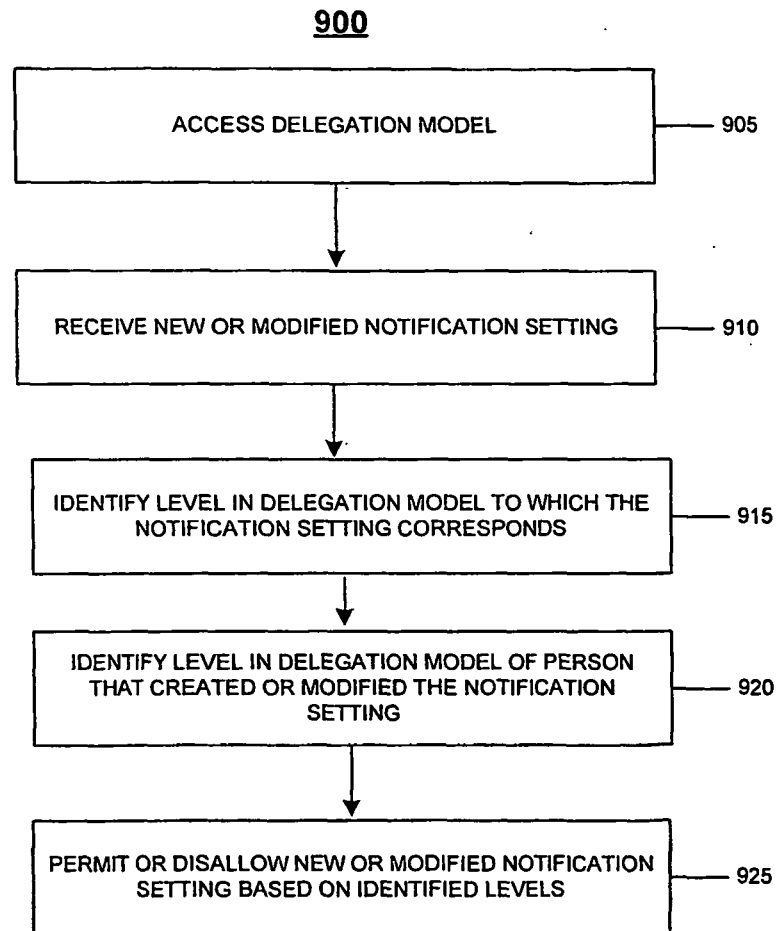 900
ACCESS DELEGATION MODEL
905
RECEIVE NEW OR MODIFIED NOTIFICATION SETTING
910
IDENTIFY LEVEL IN DELEGATION MODEL TO WHICH THE
NOTIFICATION SETTING CORRESPONDS
915
IDENTIFY LEVEL IN DELEGATION MODEL OF PERSON
THAT CREATED OR MODIFIED THE NOTIFICATION
SETTING
920
PERMIT OR DISALLOW NEW OR MODIFIED NOTIFICATION
SETTING BASED ON IDENTIFIED LEVELS
925